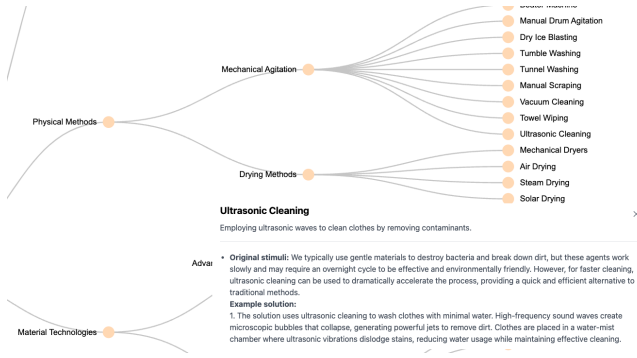 Manual Drum Agitation
Dry Ice Blasting
Tumble Washing
Mechanical Agitation
Tunnel Washing
Manual Scraping
Vacuum Cleaning
Physical Methods
Towel Wiping
Ultrasonic Cleaning
Mechanical Dryers
Air Drying
Drying Methods
Steam Drying
Solar Drying
Ultrasonic Cleaning
Employing ultrasonic waves to clean clothes by removing contaminants.
• Original stimuli: We typically use gentle materials to destroy bacteria and break down dirt, but these agents work
slowly and may require an overnight cycle to be effective and environmentally friendly. However, for faster cleaning,
ultrasonic cleaning can be used to dramatically accelerate the process, providing a quick and efficient alternative to
traditional methods.
Example solution:
1. The solution uses ultrasonic cleaning to wash clothes with minimal water. High-frequency sound waves create
microscopic bubbles that collapse, generating powerful jets to remove dirt. Clothes are placed in a water-mist
chamber where ultrasonic vibrations dislodge stains, reducing water usage while maintaining effective cleaning.
Material Technologies